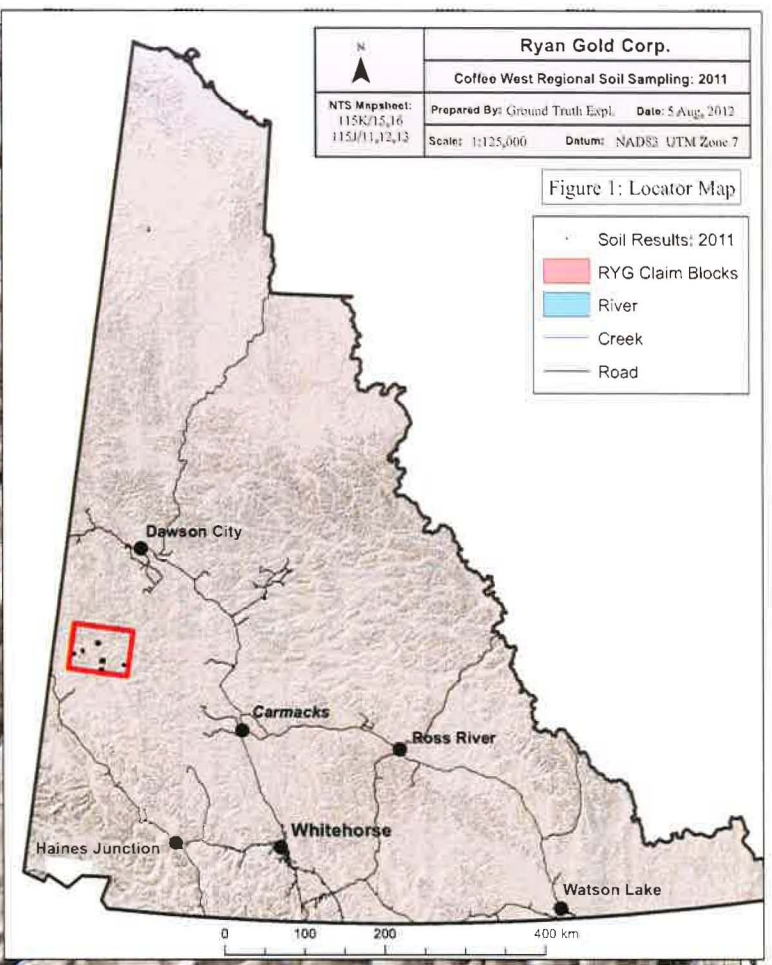 N
Ryan Gold Corp.
Coffee West Regional Soil Sampling: 2011
NTS Mapsheet:
115K/15,16
115J/11,12,13
Prepared By: Ground Truth Expl.
Date: 5 Aug, 2012
Scale: 1:125,000
Datum: NAD83 UTM Zone 7
Figure 1: Locator Map
Soil Results: 2011
RYG Claim Blocks
River
Creek
Road
Dawson City
Carmacks
Ross River
Whitehorse
Haines Junction
Watson Lake
0 100 200 400 km